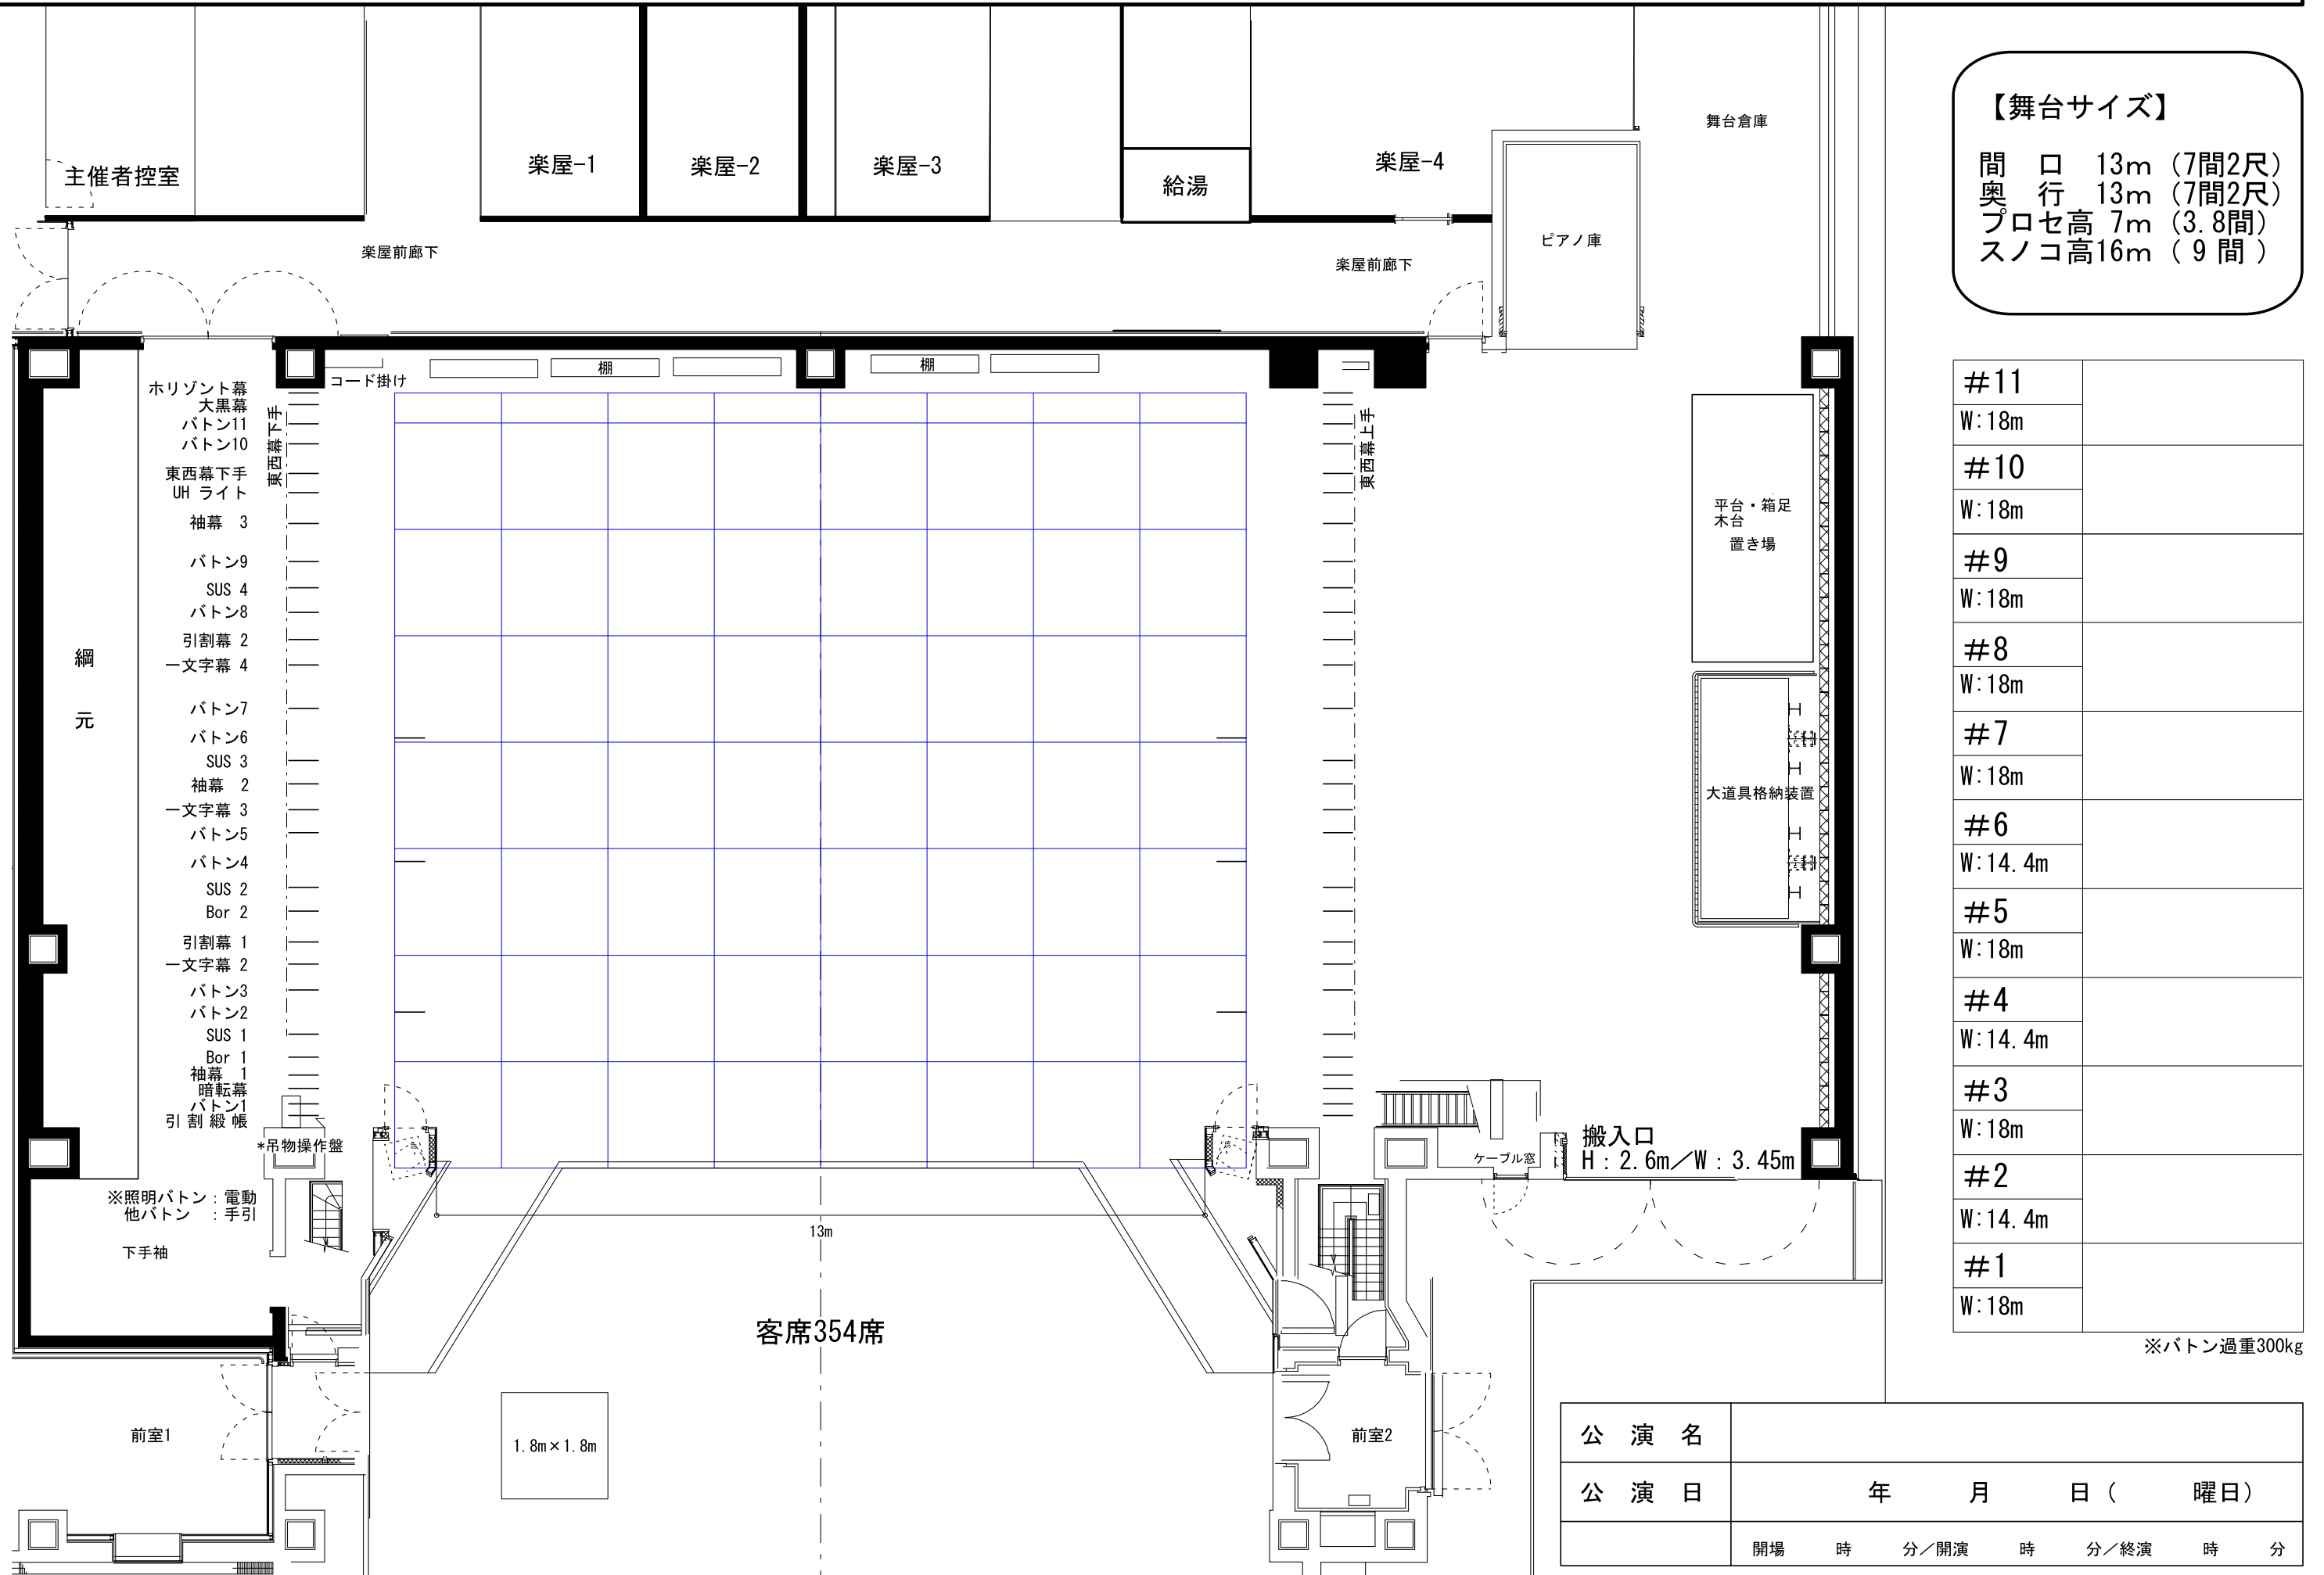 主催者控室
楽屋-1
楽屋-2
楽屋-3
給湯
楽屋-4
舞台倉庫
ピアノ庫
楽屋前廊下
楽屋前廊下
【舞台サイズ】
間 口 13m (7間2尺)
奥 行 13m (7間2尺)
プロセ高 7m (3.8間)
スノコ高16m ( 9 間 )
コード掛け
棚
棚
ホリゾント幕
大黒幕
バトン11
バトン10
東西幕下手
UH ライト
袖幕 3
バトン9
SUS 4
バトン8
引割幕 2
一文字幕 4
バトン7
バトン6
SUS 3
袖幕 2
一文字幕 3
バトン5
バトン4
SUS 2
Bor 2
引割幕 1
一文字幕 2
バトン3
バトン2
SUS 1
Bor 1
袖幕 1
暗転幕
バトン1
引割緞帳
東西幕下手
東西幕上手
綱
元
*吊物操作盤
※照明バトン:電動
他バトン :手引
下手袖
平台・箱足
木台
置き場
大道具格納装置
搬入口
H:2.6m/W:3.45m
ケーブル窓
13m
客席354席
1.8m×1.8m
前室1
前室2
#11
W:18m
#10
W:18m
#9
W:18m
#8
W:18m
#7
W:18m
#6
W:14.4m
#5
W:18m
#4
W:14.4m
#3
W:18m
#2
W:14.4m
#1
W:18m
※バトン過重300kg
公 演 名
公 演 日 年 月 日( 曜日)
開場 時 分/開演 時 分/終演 時 分